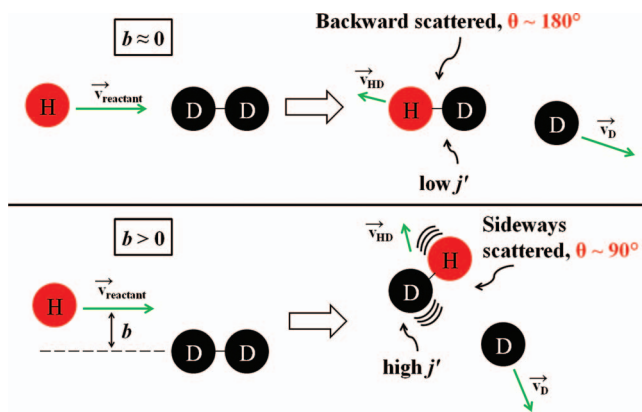 b ≈ 0
Backward scattered, θ ~ 180°
H
v⃗reactant
D D
v⃗HD
H D
D
v⃗D
low j′
b > 0
Sideways
scattered, θ ~ 90°
v⃗HD
H
H
v⃗reactant
D
b
D D
D
high j′
v⃗D